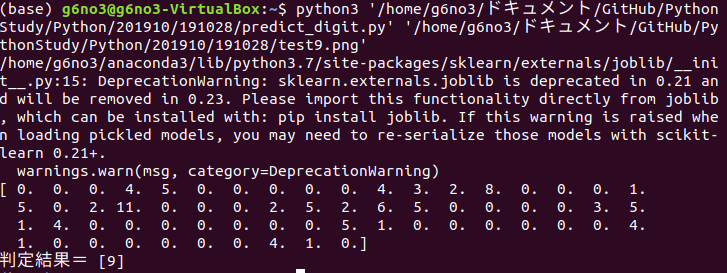 (base) g6no3@g6no3-VirtualBox:~$ python3 '/home/g6no3/ドキュメント/GitHub/Python
Study/Python/201910/191028/predict_digit.py' '/home/g6no3/ドキュメント/GitHub/Py
thonStudy/Python/201910/191028/test9.png'
/home/g6no3/anaconda3/lib/python3.7/site-packages/sklearn/externals/joblib/__ini
t__.py:15: DeprecationWarning: sklearn.externals.joblib is deprecated in 0.21 an
d will be removed in 0.23. Please import this functionality directly from joblib
, which can be installed with: pip install joblib. If this warning is raised whe
n loading pickled models, you may need to re-serialize those models with scikit-
learn 0.21+.
  warnings.warn(msg, category=DeprecationWarning)
[ 0.  0.  0.  4.  5.  0.  0.  0.  0.  0.  4.  3.  2.  8.  0.  0.  0.  1.
  5.  0.  2. 11.  0.  0.  0.  2.  5.  2.  6.  5.  0.  0.  0.  0.  3.  5.
  1.  4.  0.  0.  0.  0.  0.  0.  5.  1.  0.  0.  0.  0.  0.  0.  4.
  1.  0.  0.  0.  0.  0.  4.  1.  0.]
判定結果＝ [9]